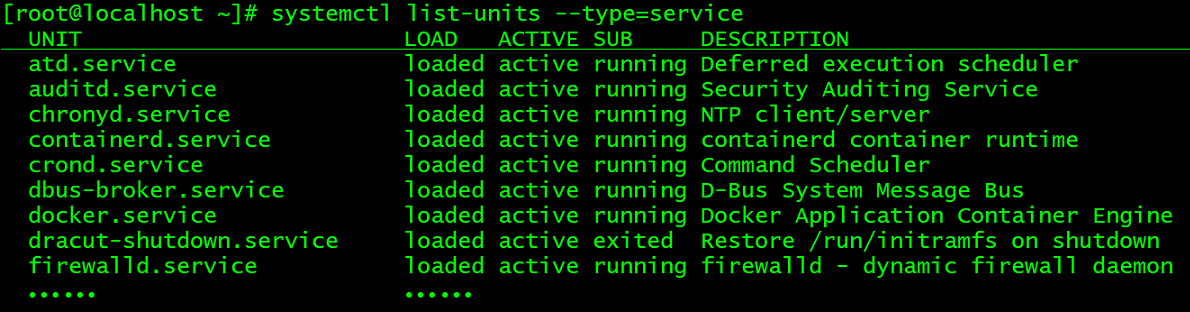 [root@localhost ~]# systemctl list-units --type=service
UNIT LOAD ACTIVE SUB DESCRIPTION
atd.service loaded active running Deferred execution scheduler
auditd.service loaded active running Security Auditing Service
chronyd.service loaded active running NTP client/server
containerd.service loaded active running containerd container runtime
crond.service loaded active running Command Scheduler
dbus-broker.service loaded active running D-Bus System Message Bus
docker.service loaded active running Docker Application Container Engine
dracut-shutdown.service loaded active exited Restore /run/initramfs on shutdown
firewalld.service loaded active running firewalld - dynamic firewall daemon
•••••• ••••••